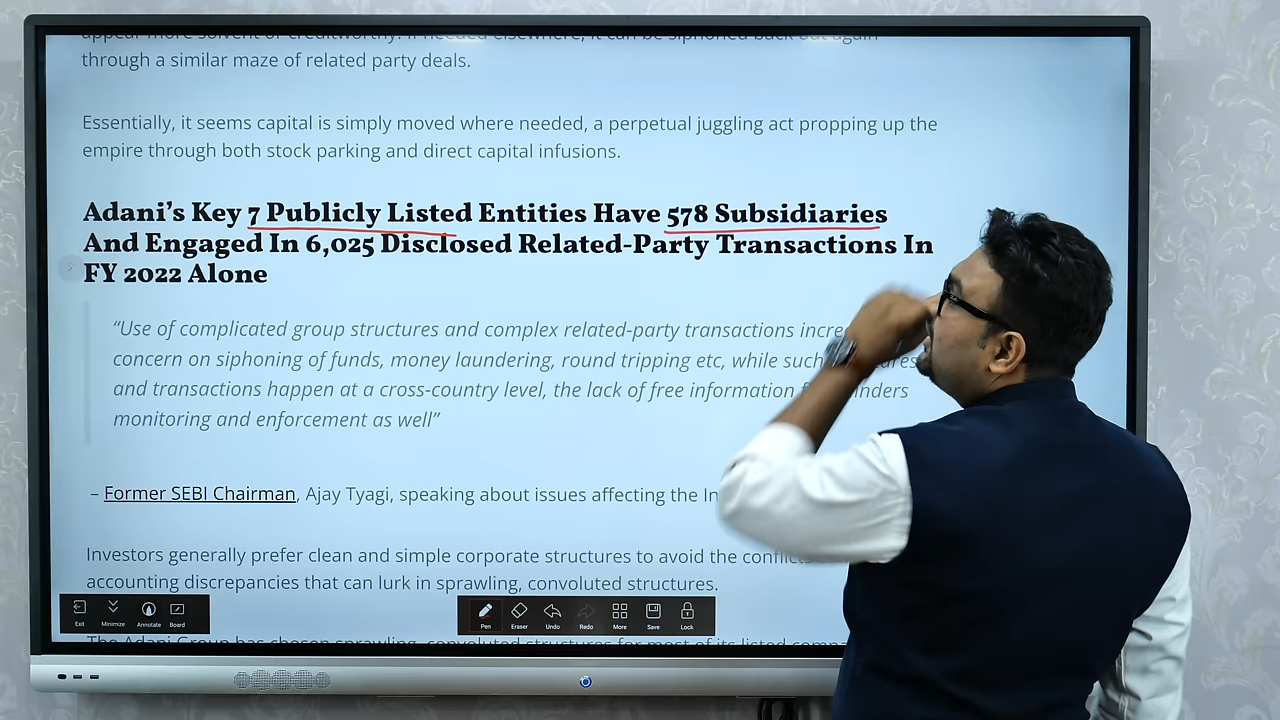 appear more solvent or creditworthy. If needed elsewhere, it can be siphoned back out again
through a similar maze of related party deals.
Essentially, it seems capital is simply moved where needed, a perpetual juggling act propping up the
empire through both stock parking and direct capital infusions.
Adani’s Key 7 Publicly Listed Entities Have 578 Subsidiaries
And Engaged In 6,025 Disclosed Related-Party Transactions In
FY 2022 Alone
“Use of complicated group structures and complex related-party transactions
concern on siphoning of funds, money laundering, round tripping etc, while such
and transactions happen at a cross-country level, the lack of free information
monitoring and enforcement as well”
– Former SEBI Chairman, Ajay Tyagi, speaking about issues affecting the
Investors generally prefer clean and simple corporate structures to avoid the
accounting discrepancies that can lurk in sprawling, convoluted structures.
The Adani Group has chosen sprawling, convoluted structures for most of its listed
Exit Minimize Annotate Board
Pen Eraser Undo Redo More Save Lock